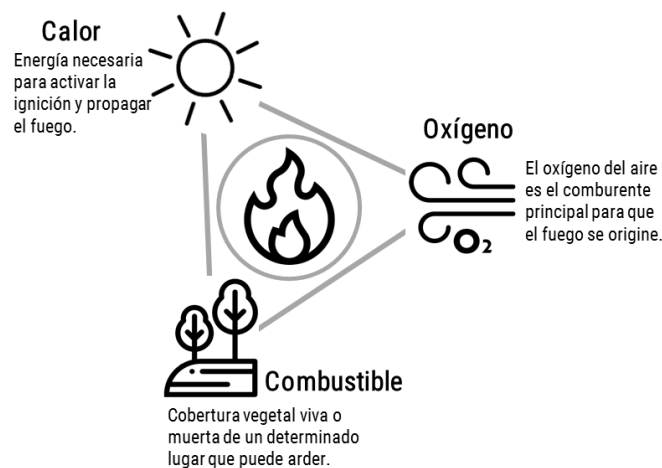 Calor
Energía necesaria
para activar la
ignición y propagar
el fuego.
Oxígeno
El oxígeno del aire
es el comburente
principal para que
el fuego se origine.
O₂
Combustible
Cobertura vegetal viva o
muerta de un determinado
lugar que puede arder.